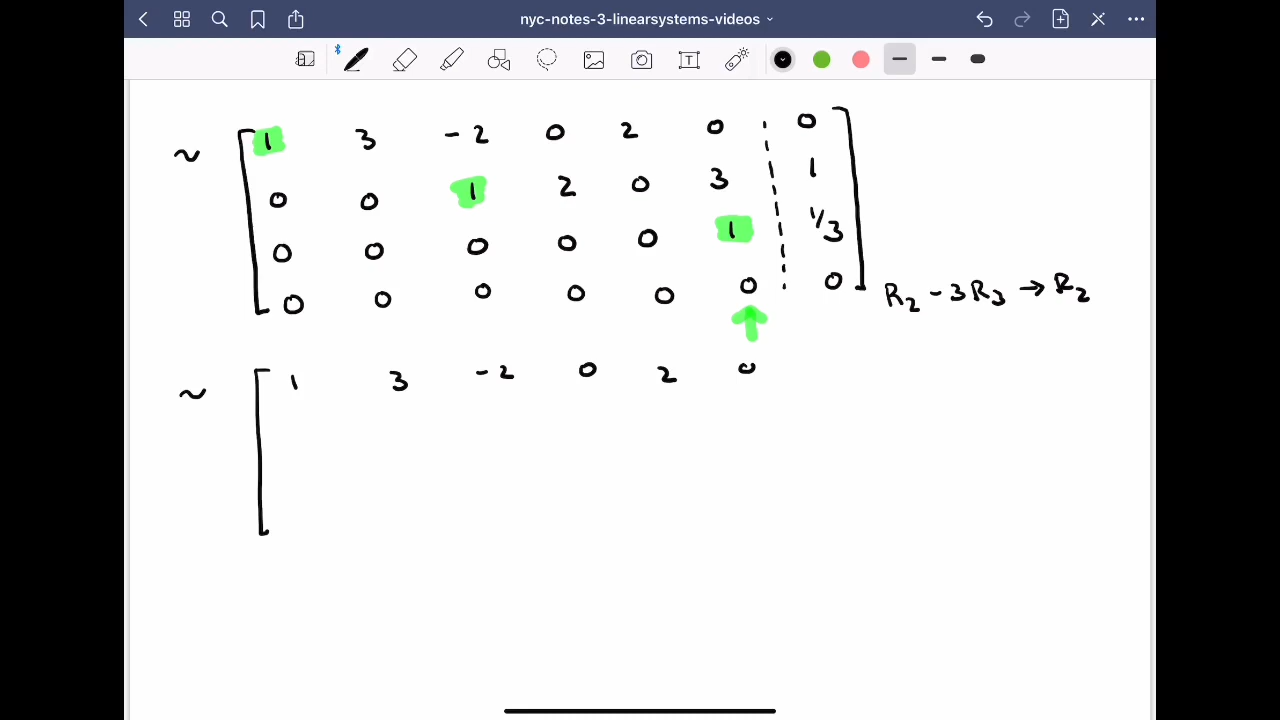 nyc-notes-3-linearsystems-videos
~ [ 1 3 -2 0 2 0 ¦ 0 ]
0 0 1 2 0 3 ¦ 1
0 0 0 0 0 1 ¦ 1/3
0 0 0 0 0 0 ¦ 0
R₂ - 3R₃ → R₂
~ [ 1 3 -2 0 2 0